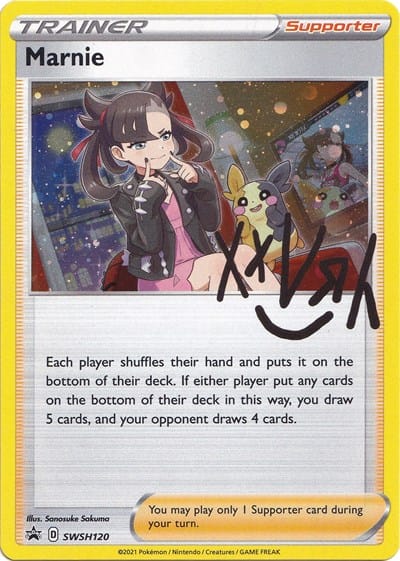 TRAINER Supporter
Marnie
Each player shuffles their hand and puts it on the
bottom of their deck. If either player put any cards
on the bottom of their deck in this way, you draw
5 cards, and your opponent draws 4 cards.
Illus. Sanosuke Sakuma
D SWSH120
You may play only 1 Supporter card during
your turn.
©2021 Pokémon / Nintendo / Creatures / GAME FREAK